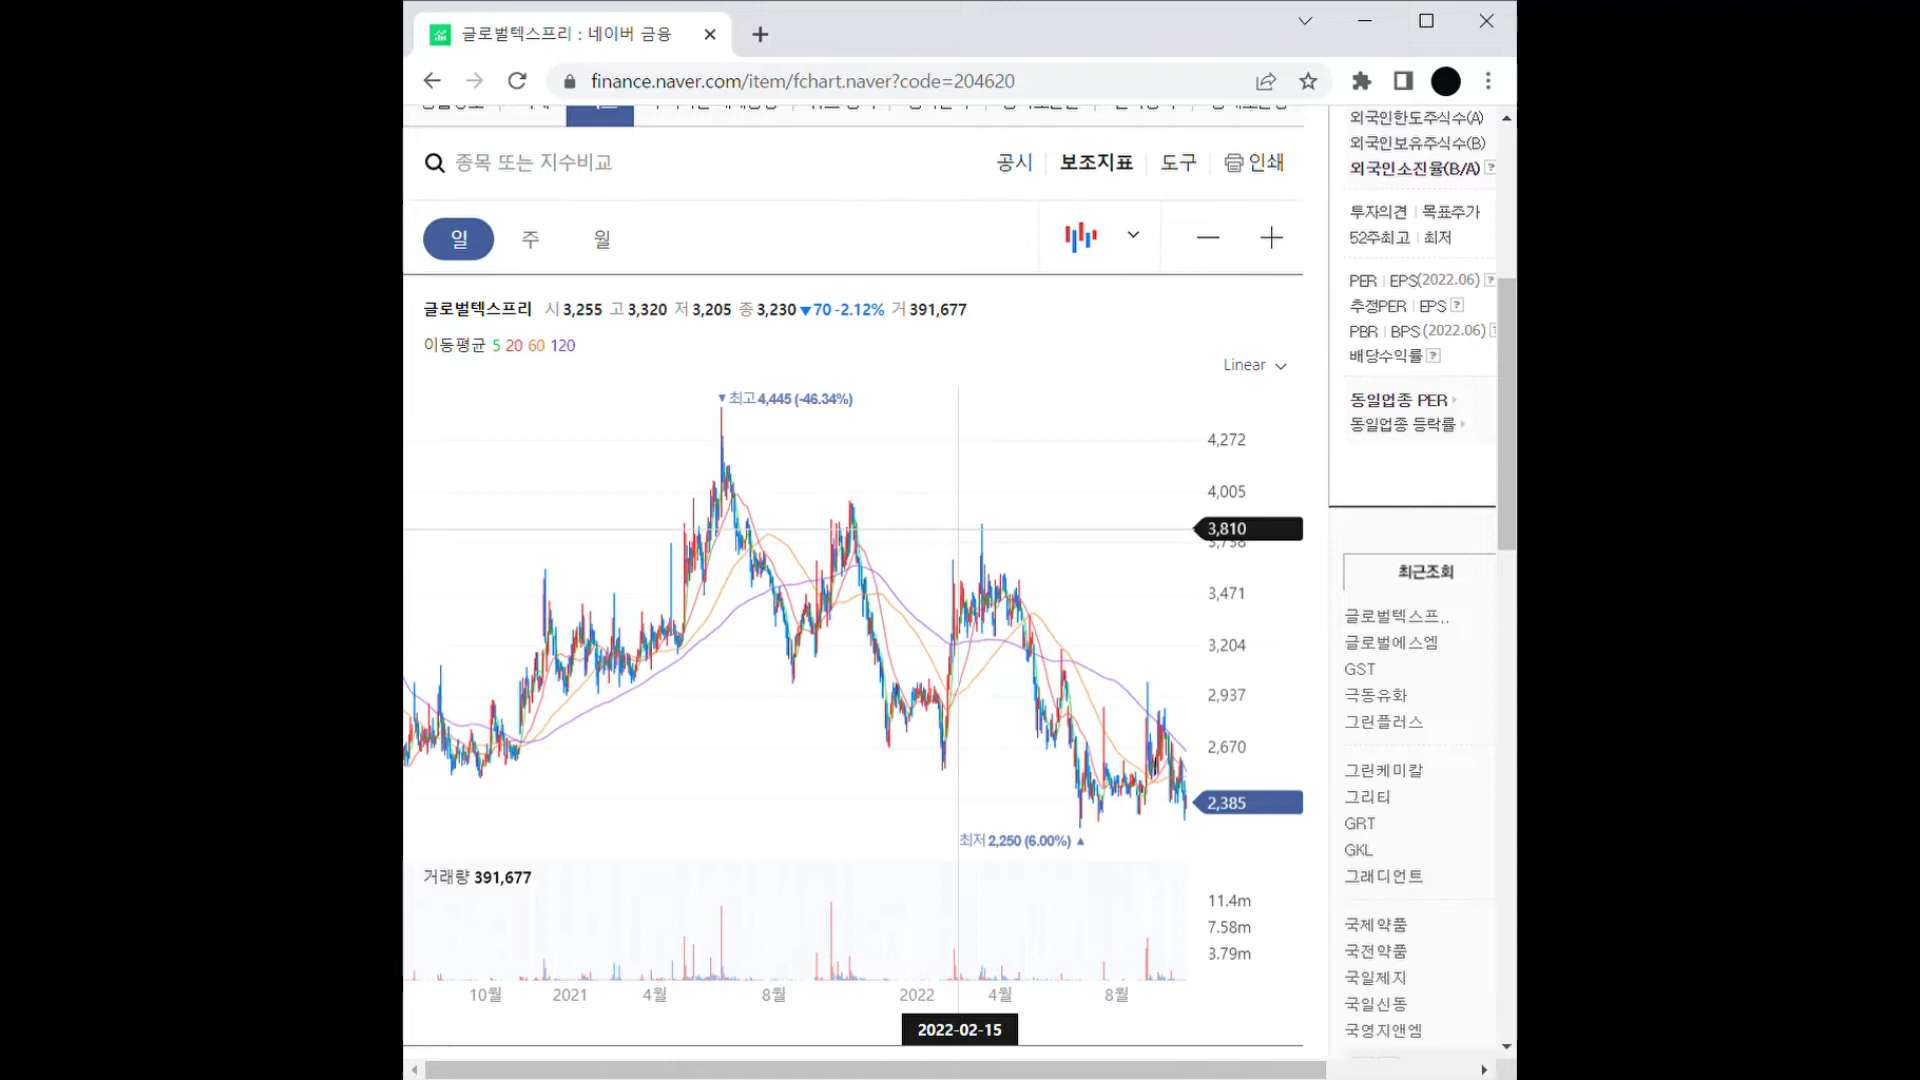 글로벌텍스프리 : 네이버 금융
finance.naver.com/item/fchart.naver?code=204620
종목 또는 지수비교
공시 보조지표 도구 인쇄
일 주 월
글로벌텍스프리 시 3,255 고 3,320 저 3,205 종 3,230 ▼70 -2.12% 거 391,677
이동평균 5 20 60 120
Linear
▼최고 4,445 (-46.34%)
4,272
4,005
3,810
3,738
3,471
3,204
2,937
2,670
2,385
최저 2,250 (6.00%) ▲
거래량 391,677
11.4m
7.58m
3.79m
10월 2021 4월 8월 2022 4월 8월
2022-02-15
외국인한도주식수(A)
외국인보유주식수(B)
외국인소진율(B/A) ?
투자의견 | 목표주가
52주최고 | 최저
PER | EPS(2022.06) ?
추정PER | EPS ?
PBR | BPS (2022.06)
배당수익률 ?
동일업종 PER
동일업종 등락률
최근조회
글로벌텍스프..
글로벌에스엠
GST
극동유화
그린플러스
그린케미칼
그리티
GRT
GKL
그래디언트
국제약품
국전약품
국일제지
국일신동
국영지앤엠